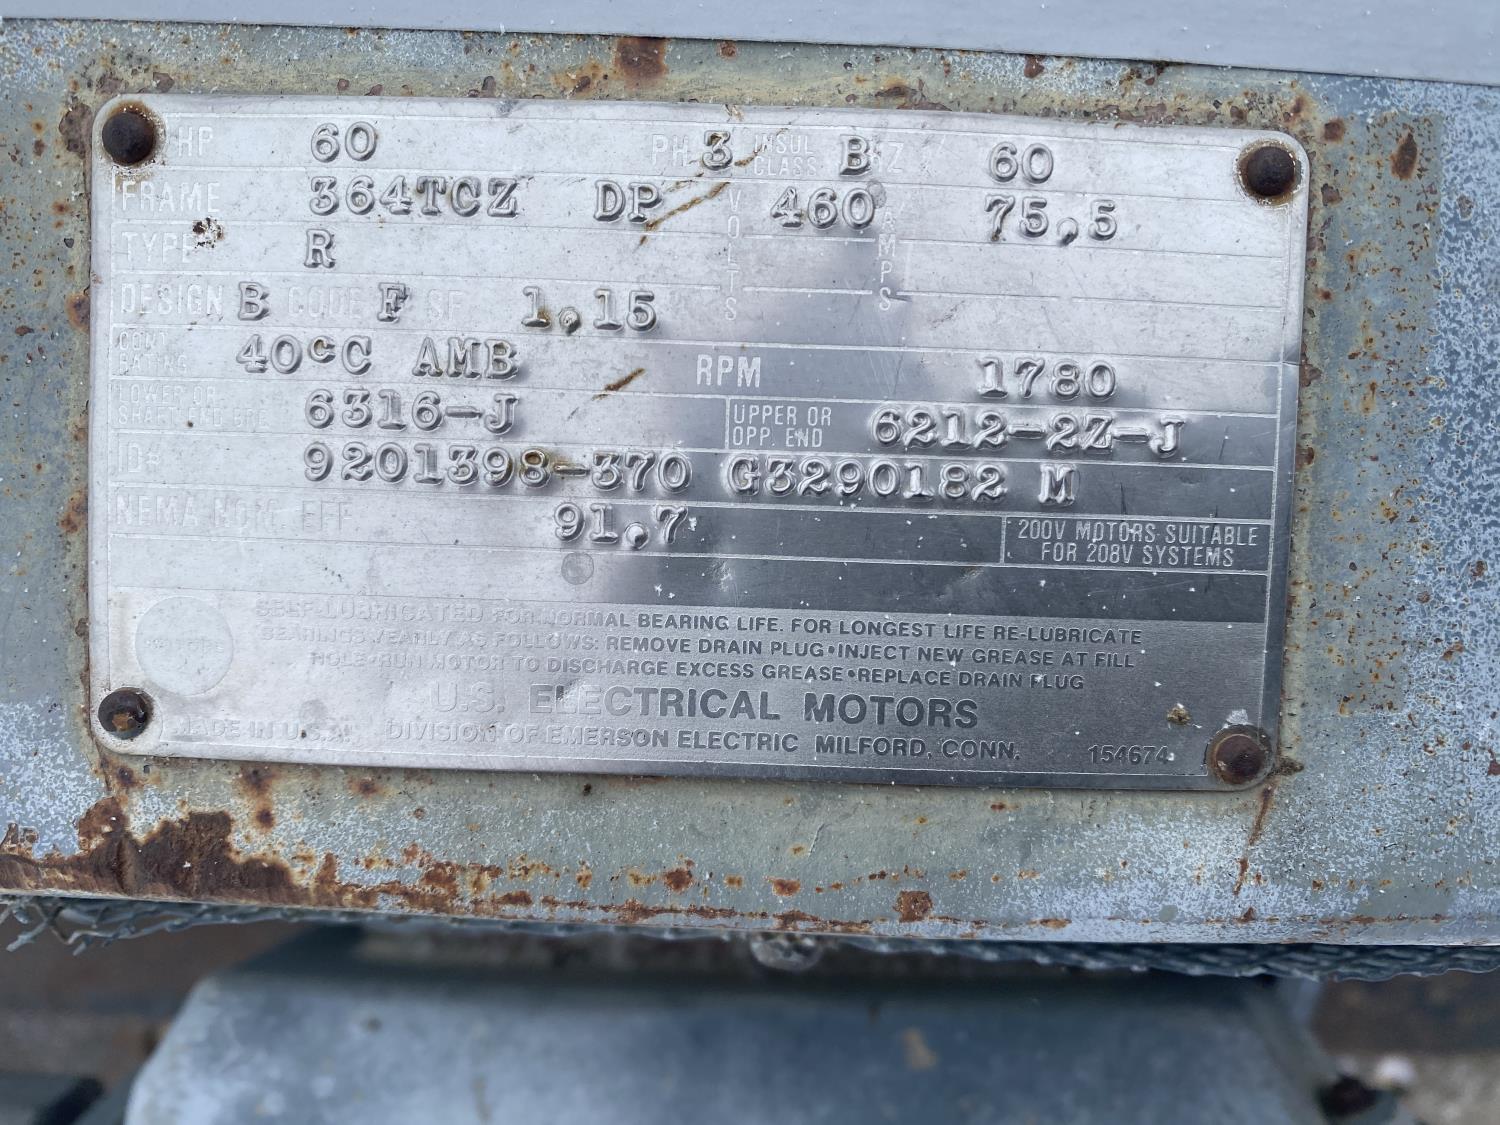 HP 60 PH 3 INSUL CLASS B HZ 60
FRAME 364TCZ DP VOLTS 460 AMPS 75,5
TYPE R
DESIGN B CODE F SF 1,15
CONT. RATING 40°C AMB RPM 1780
LOWER OR SHAFT END BRG 6316-J UPPER OR OPP. END 6212-2Z-J
ID# 9201398-370 G3290182 M
NEMA NOM. EFF 91,7 200V MOTORS SUITABLE
FOR 208V SYSTEMS
SELF-LUBRICATED FOR NORMAL BEARING LIFE. FOR LONGEST LIFE RE-LUBRICATE
BEARINGS YEARLY AS FOLLOWS: REMOVE DRAIN PLUG•INJECT NEW GREASE AT FILL
HOLE•RUN MOTOR TO DISCHARGE EXCESS GREASE•REPLACE DRAIN PLUG
U.S. ELECTRICAL MOTORS
MADE IN U.S.A. DIVISION OF EMERSON ELECTRIC MILFORD, CONN. 154674